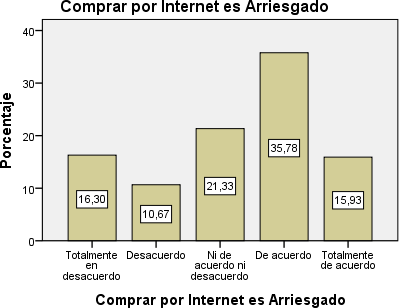 Comprar por Internet es Arriesgado
Porcentaje
40
30
20
10
0
16,30
10,67
21,33
35,78
15,93
Totalmente
en
desacuerdo
Desacuerdo
Ni de
acuerdo ni
desacuerdo
De acuerdo
Totalmente
de acuerdo
Comprar por Internet es Arriesgado